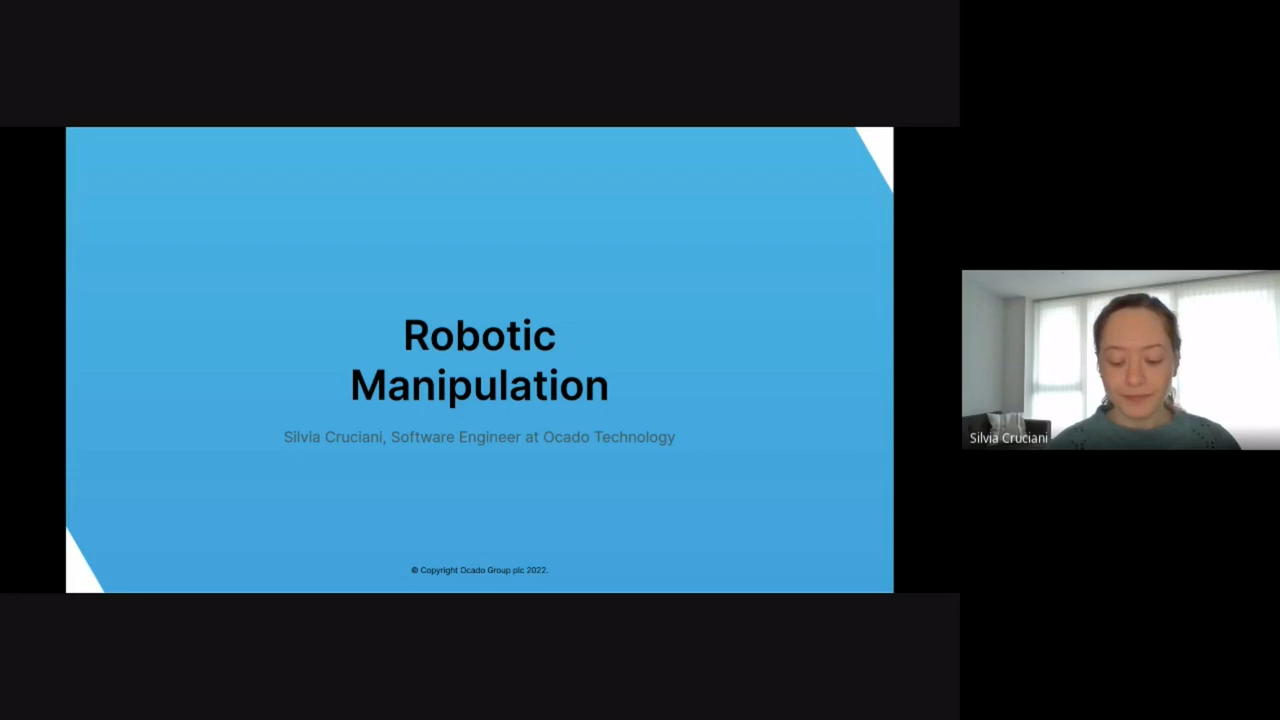 Robotic
Manipulation
Silvia Cruciani, Software Engineer at Ocado Technology
© Copyright Ocado Group plc 2022.
Silvia Cruciani